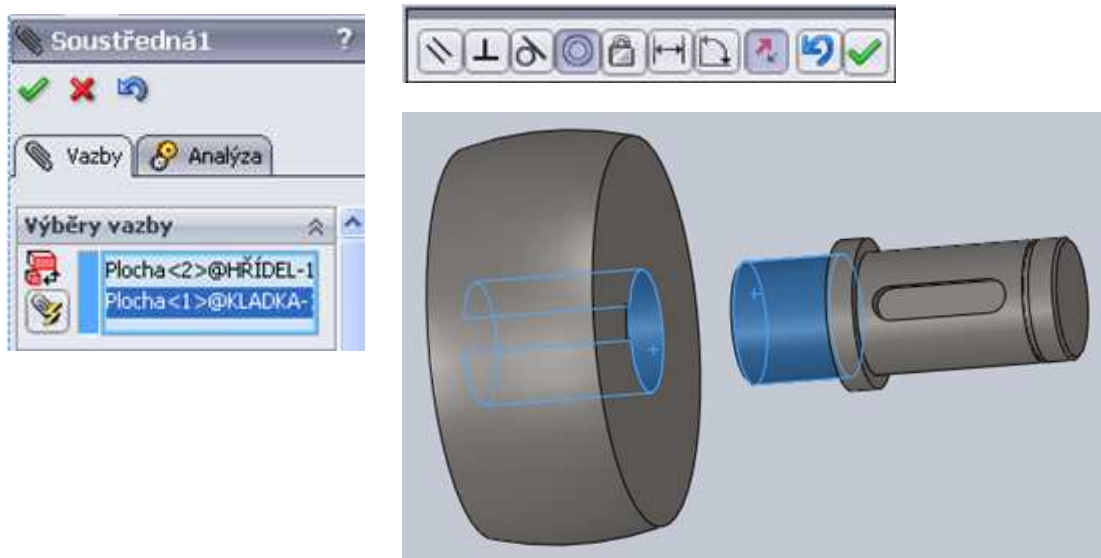 Soustředná1 ?
Vazby Analýza
Výběry vazby
Plocha<2>@HŘÍDEL-1
Plocha<1>@KLADKA-